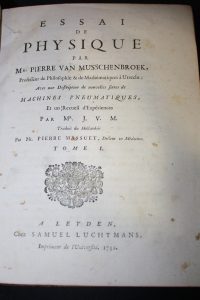 ESSAI
DE
PHYSIQUE
PAR
Mr. PIERRE VAN MUSSCHENBROEK,
Professeur de Philosophie & de Mathématiques à Utrecht;
Avec une Description de nouvelles sortes de
MACHINES PNEUMATIQUES,
Et un Recueil d'Expériences
PAR Mr. J. V. M.
Traduit du Hollandois
Par Mr. PIERRE MASSUET, Docteur en Médecine.
TOME I.
A LEYDEN,
Chez SAMUEL LUCHTMANS,
Imprimeur de l'Université,